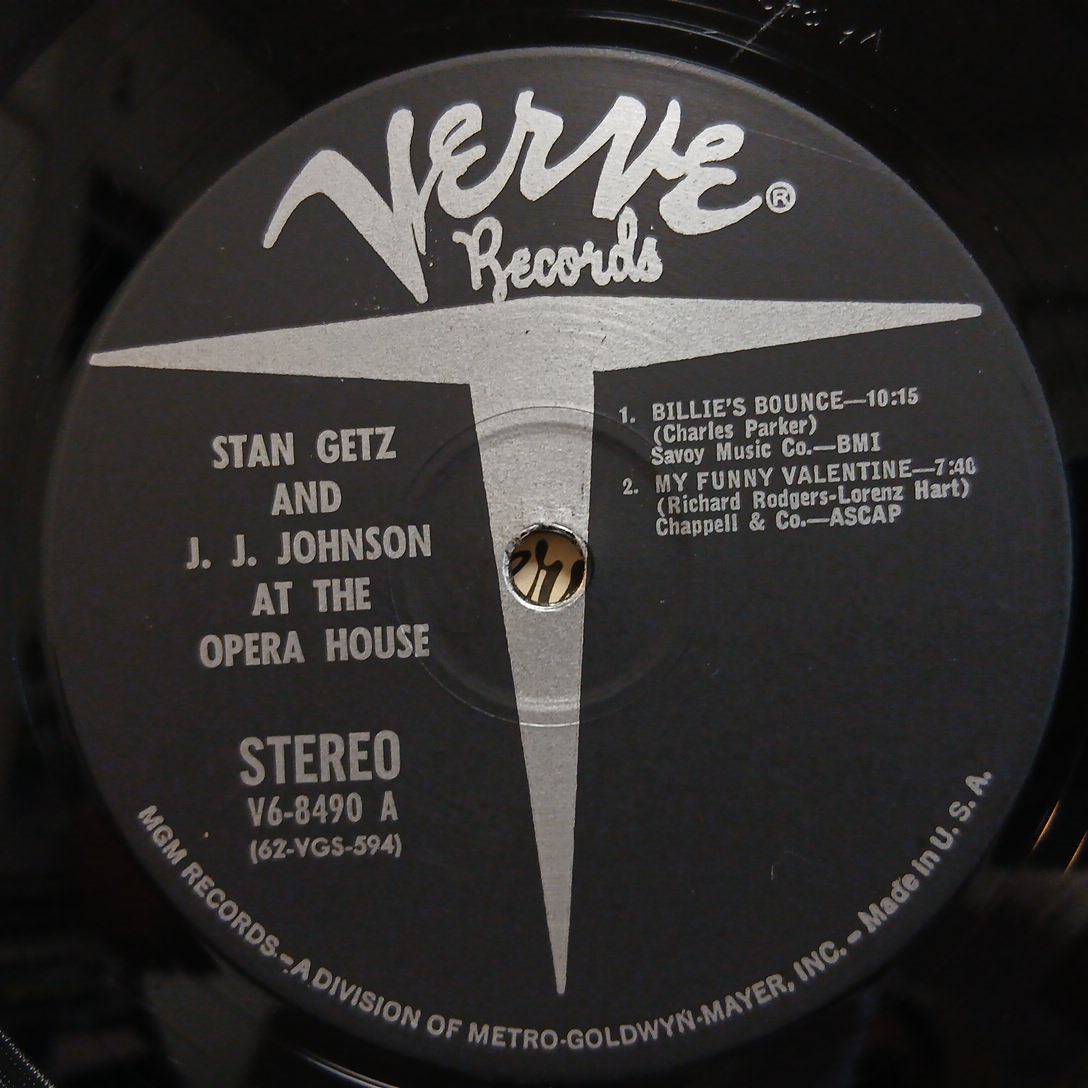 Verve®
Records
STAN GETZ
AND
J. J. JOHNSON
AT THE
OPERA HOUSE
STEREO
V6-8490 A
(62-VGS-594)
1. BILLIE'S BOUNCE—10:15
(Charles Parker)
Savoy Music Co.—BMI
2. MY FUNNY VALENTINE—7:40
(Richard Rodgers-Lorenz Hart)
Chappell & Co.—ASCAP
MGM RECORDS.–A DIVISION OF METRO-GOLDWYN-MAYER, INC. – Made in U. S. A.